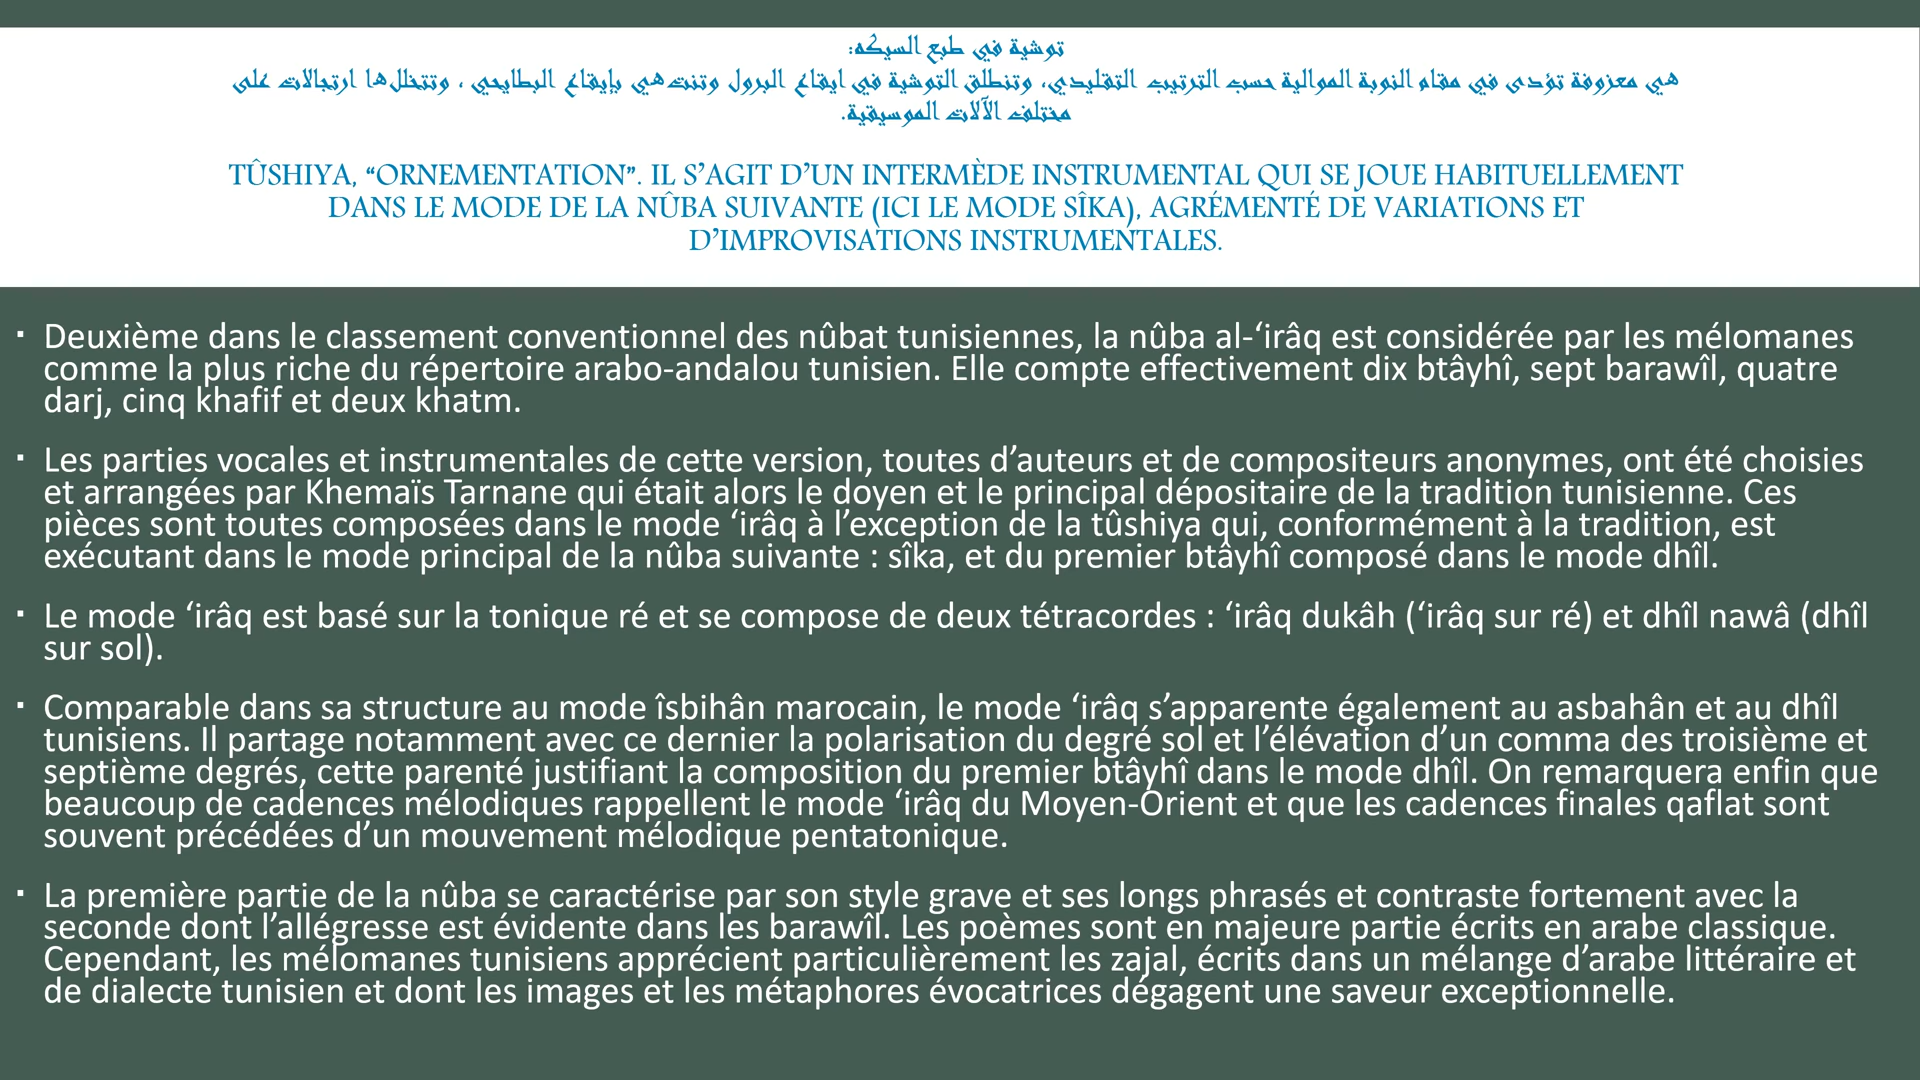 توشية في طبع السيكه:
هي معزوفة تؤدى في مقام النوبة الموالية حسب الترتيب التقليدي، وتنطلق التوشية في ايقاع البرول وتنتهي بإيقاع البطايحي ، وتتخللها ارتجالات على
مختلف الآلات الموسيقية.
TÛSHIYA, “ORNEMENTATION”. IL S’AGIT D’UN INTERMÈDE INSTRUMENTAL QUI SE JOUE HABITUELLEMENT
DANS LE MODE DE LA NÛBA SUIVANTE (ICI LE MODE SÎKA), AGRÉMENTÉ DE VARIATIONS ET
D’IMPROVISATIONS INSTRUMENTALES.
▪ Deuxième dans le classement conventionnel des nûbat tunisiennes, la nûba al-‘irâq est considérée par les mélomanes
comme la plus riche du répertoire arabo-andalou tunisien. Elle compte effectivement dix btâyhî, sept barawîl, quatre
darj, cinq khafif et deux khatm.
▪ Les parties vocales et instrumentales de cette version, toutes d’auteurs et de compositeurs anonymes, ont été choisies
et arrangées par Khemaïs Tarnane qui était alors le doyen et le principal dépositaire de la tradition tunisienne. Ces
pièces sont toutes composées dans le mode ‘irâq à l’exception de la tûshiya qui, conformément à la tradition, est
exécutant dans le mode principal de la nûba suivante : sîka, et du premier btâyhî composé dans le mode dhîl.
▪ Le mode ‘irâq est basé sur la tonique ré et se compose de deux tétracordes : ‘irâq dukâh (‘irâq sur ré) et dhîl nawâ (dhîl
sur sol).
▪ Comparable dans sa structure au mode îsbihân marocain, le mode ‘irâq s’apparente également au asbahân et au dhîl
tunisiens. Il partage notamment avec ce dernier la polarisation du degré sol et l’élévation d’un comma des troisième et
septième degrés, cette parenté justifiant la composition du premier btâyhî dans le mode dhîl. On remarquera enfin que
beaucoup de cadences mélodiques rappellent le mode ‘irâq du Moyen-Orient et que les cadences finales qaflat sont
souvent précédées d’un mouvement mélodique pentatonique.
▪ La première partie de la nûba se caractérise par son style grave et ses longs phrasés et contraste fortement avec la
seconde dont l’allégresse est évidente dans les barawîl. Les poèmes sont en majeure partie écrits en arabe classique.
Cependant, les mélomanes tunisiens apprécient particulièrement les zajal, écrits dans un mélange d’arabe littéraire et
de dialecte tunisien et dont les images et les métaphores évocatrices dégagent une saveur exceptionnelle.